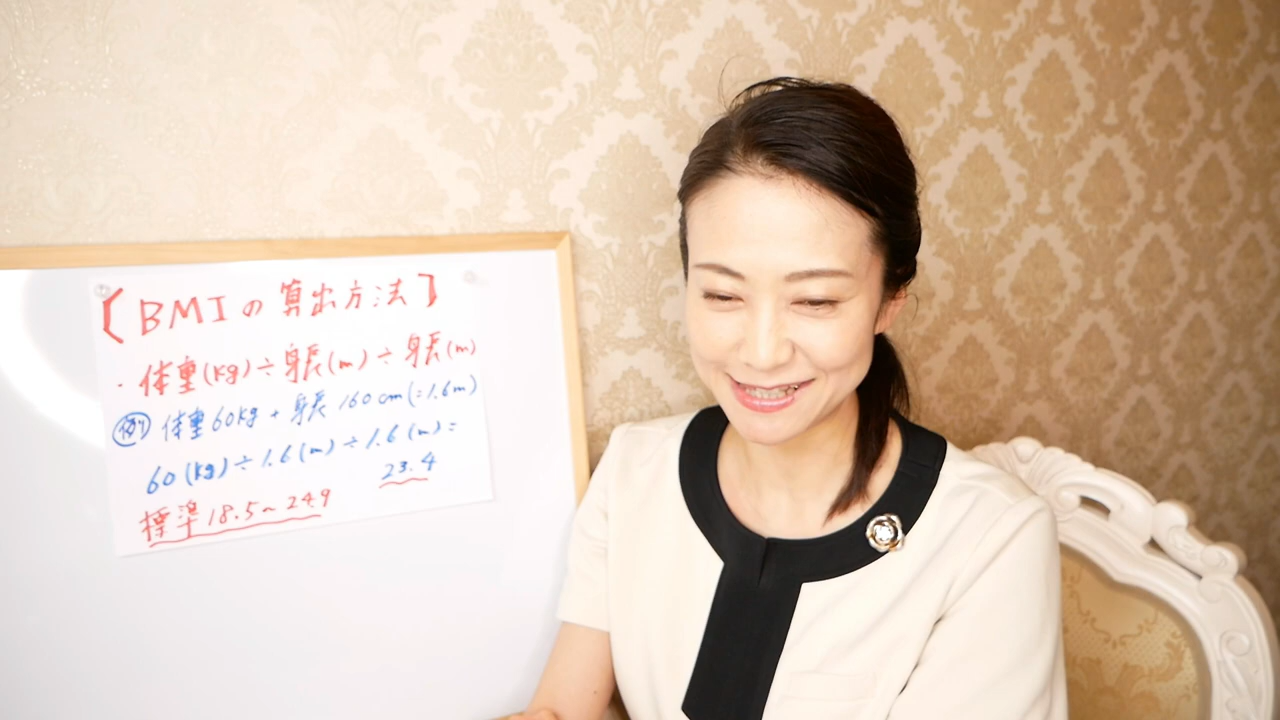 【BMIの算出方法】
・体重(kg)÷身長(m)÷身長(m)
例 体重60kg + 身長160cm(=1.6m)
60(kg)÷1.6(m)÷1.6(m)=
23.4
標準18.5~24.9